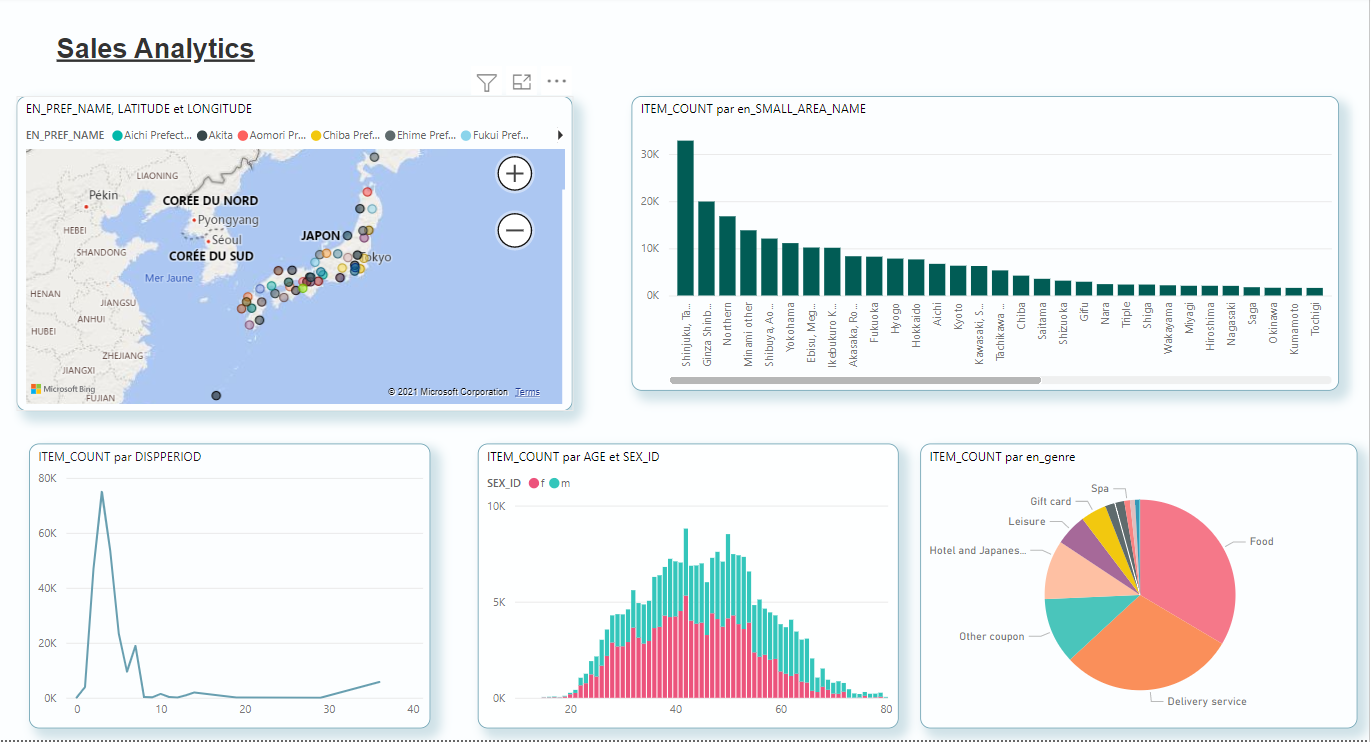 Sales Analytics
EN_PREF_NAME, LATITUDE et LONGITUDE
EN_PREF_NAME Aichi Prefect... Akita Aomori Pr... Chiba Pref... Ehime Pref... Fukui Pref...
LIAONING
Pékin
CORÉE DU NORD
Pyongyang
HEBEI
Séoul
JAPON
SHANDONG
CORÉE DU SUD
Tokyo
Mer Jaune
HENAN
JIANGSU
ANHUI
HUBEI
ZHEJIANG
JIANGXI
Microsoft Bing
FUJIAN
© 2021 Microsoft Corporation Terms
ITEM_COUNT par en_SMALL_AREA_NAME
30K
20K
10K
0K
Shinjuku, Ta...
Ginza Shinb...
Northern
Minami other
Shibuya, Ao...
Yokohama
Ebisu, Meg...
Ikebukuro K...
Akasaka, Ro...
Fukuoka
Hyogo
Hokkaido
Aichi
Kyoto
Kawasaki, S...
Tachikawa ...
Chiba
Saitama
Shizuoka
Gifu
Nara
Triple
Shiga
Wakayama
Miyagi
Hiroshima
Nagasaki
Saga
Okinawa
Kumamoto
Tochigi
ITEM_COUNT par DISPPERIOD
80K
60K
40K
20K
0K
0 10 20 30 40
ITEM_COUNT par AGE et SEX_ID
SEX_ID f m
10K
5K
0K
20 40 60 80
ITEM_COUNT par en_genre
Spa
Gift card
Leisure
Food
Hotel and Japanes...
Other coupon
Delivery service